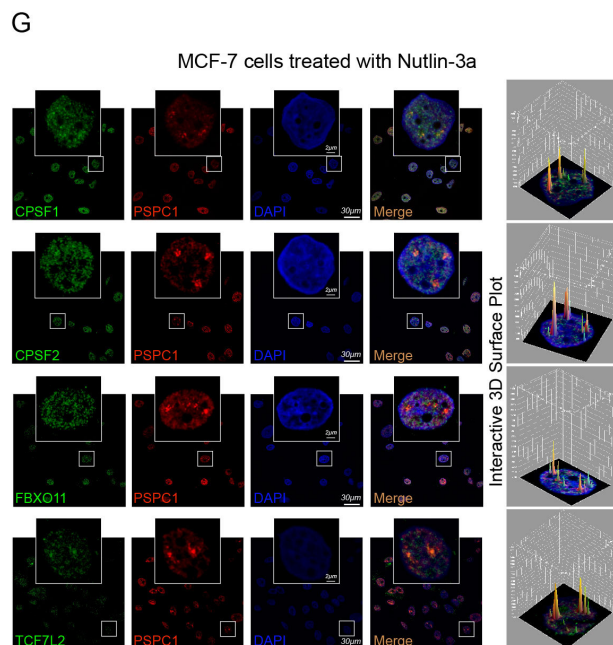 G
MCF-7 cells treated with Nutlin-3a
2μm
CPSF1 PSPC1 DAPI 30μm Merge
2μm
CPSF2 PSPC1 DAPI 30μm Merge
2μm
FBXO11 PSPC1 DAPI 30μm Merge
2μm
TCF7L2 PSPC1 DAPI 30μm Merge
Interactive 3D Surface Plot